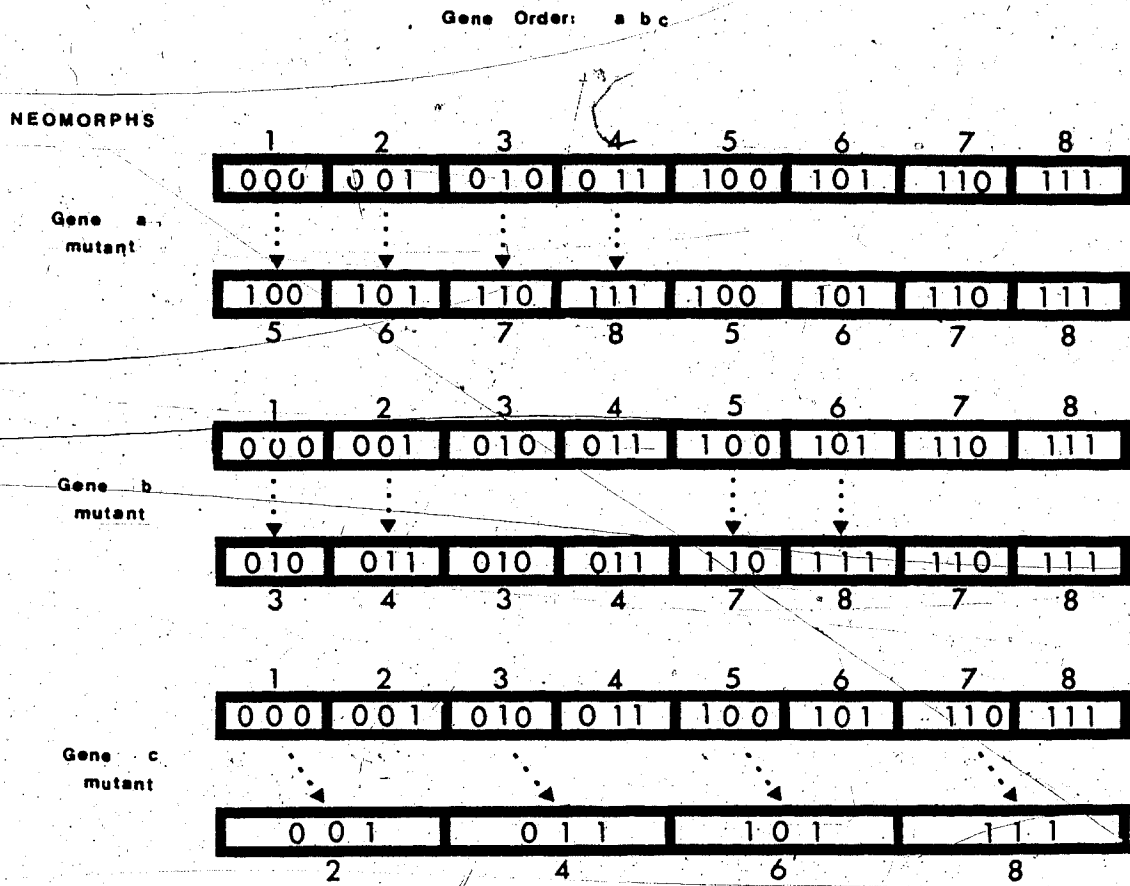 Gene Order: a b c
NEOMORPHS
1 2 3 4 5 6 7 8
000 001 010 011 100 101 110 111
Gene a
mutant
100 101 110 111 100 101 110 111
5 6 7 8 5 6 7 8
1 2 3 4 5 6 7 8
000 001 010 011 100 101 110 111
Gene b
mutant
010 011 010 011 110 111 110 111
3 4 3 4 7 8 7 8
1 2 3 4 5 6 7 8
000 001 010 011 100 101 110 111
Gene c
mutant
001 011 101 111
2 4 6 8